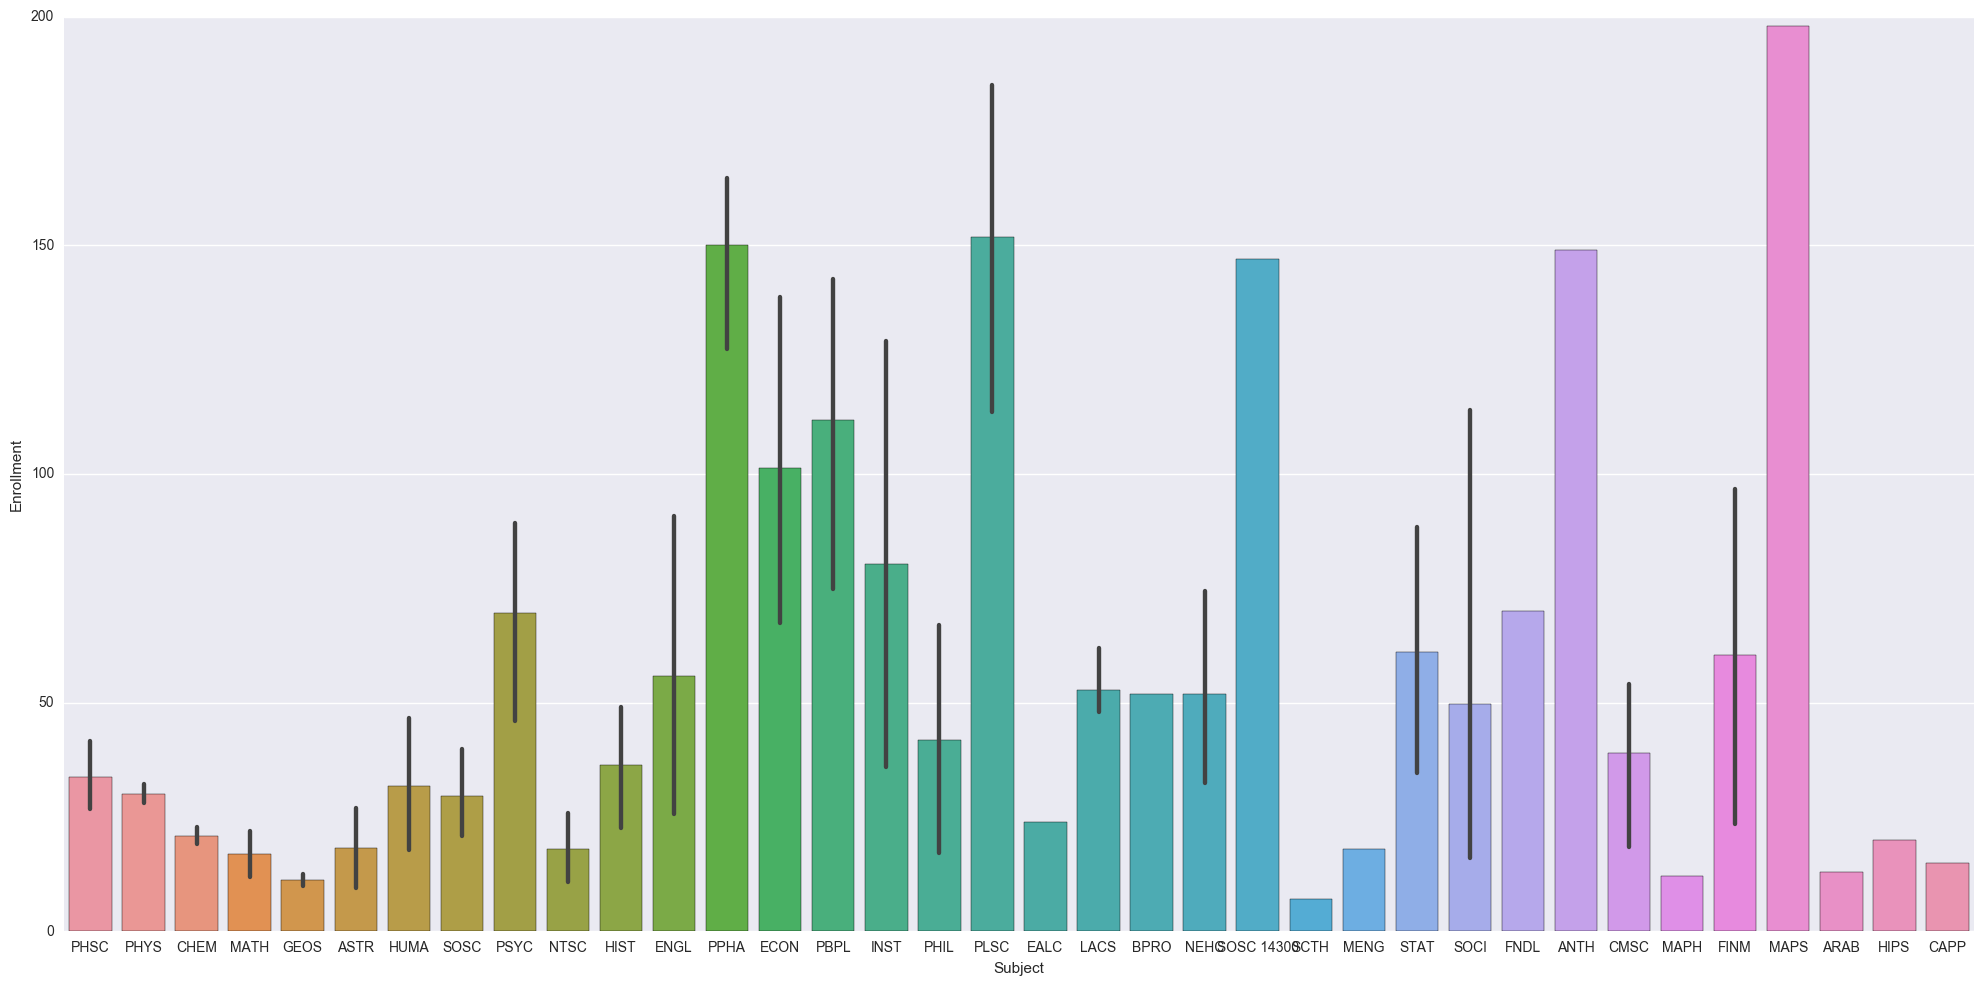 200
150
100
50
0
Enrollment
PHSC PHYS CHEM MATH GEOS ASTR HUMA SOSC PSYC NTSC HIST ENGL PPHA ECON PBPL INST PHIL PLSC EALC LACS BPRO NEHC SOSC 14300 SCTH MENG STAT SOCI FNDL ANTH CMSC MAPH FINM MAPS ARAB HIPS CAPP
Subject